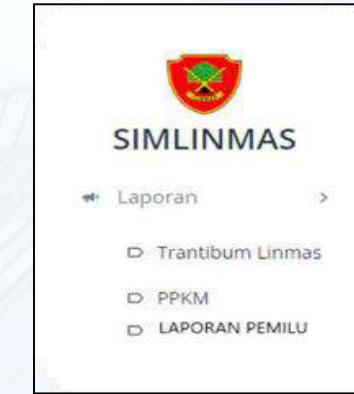 SIMLINMAS
Laporan
Trantibum Linmas
PPKM
LAPORAN PEMILU